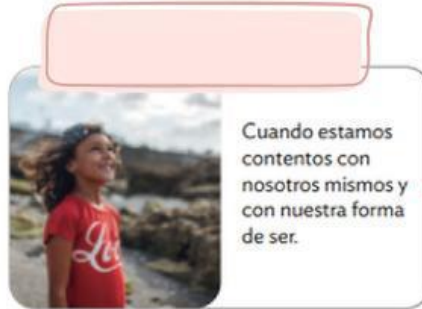 Cuando estamos
contentos con
nosotros mismos y
con nuestra forma
de ser.